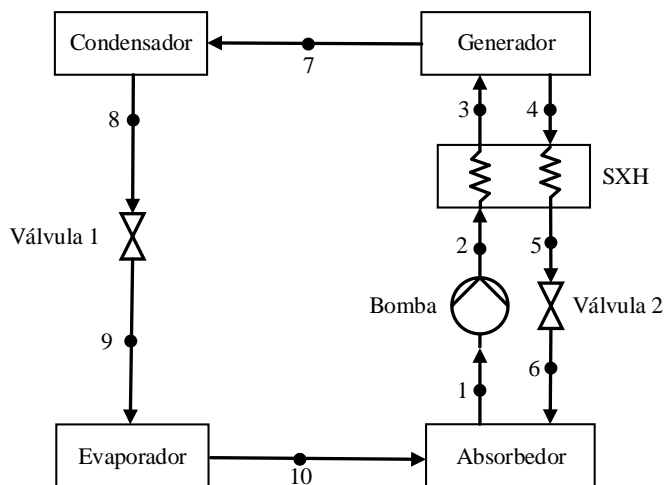 Condensador
Generador
7
8
3
4
SXH
Válvula 1
2
5
Bomba
Válvula 2
9
6
1
Evaporador
10
Absorbedor